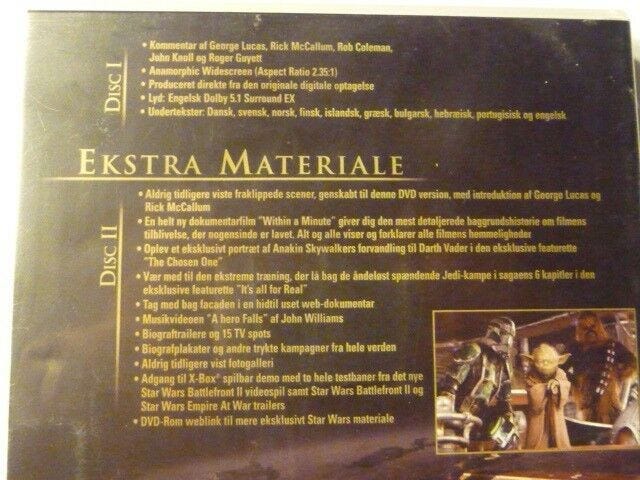 DISC I
• Kommentar af George Lucas, Rick McCallum, Rob Coleman,
John Knoll og Roger Guyett
• Anamorphic Widescreen (Aspect Ratio 2.35:1)
• Produceret direkte fra den originale digitale optagelse
• Lyd: Engelsk Dolby 5.1 Surround EX
• Undertekster: Dansk, svensk, norsk, finsk, islandsk, græsk, bulgarsk, hebræisk, portugisisk og engelsk
EKSTRA MATERIALE
DISC II
• Aldrig tidligere viste fraklippede scener, genskabt til denne DVD version, med introduktion af George Lucas og
Rick McCallum
• En helt ny dokumentarfilm "Within a Minute" giver dig den mest detaljerede baggrundshistorie om filmens
tilblivelse, der nogensinde er lavet. Alt og alle viser og forklarer alle filmens hemmeligheder
• Oplev et eksklusivt portræt af Anakin Skywalkers forvandling til Darth Vader i den eksklusive featurette
"The Chosen One"
• Vær med til den ekstreme træning, der lå bag de åndeløst spændende Jedi-kampe i sagaens 6 kapitler i den
eksklusive featurette "It's all for Real"
• Tag med bag facaden i en hidtil uset web-dokumentar
• Musikvideoen "A hero Falls" af John Williams
• Biograftrailere og 15 TV spots
• Biografplakater og andre trykte kampagner fra hele verden
• Aldrig tidligere vist fotogalleri
• Adgang til X-Box® spilbar demo med to hele testbaner fra det nye
Star Wars Battlefront II videospil samt Star Wars Battlefront II og
Star Wars Empire At War trailers
• DVD-Rom weblink til mere eksklusivt Star Wars materiale